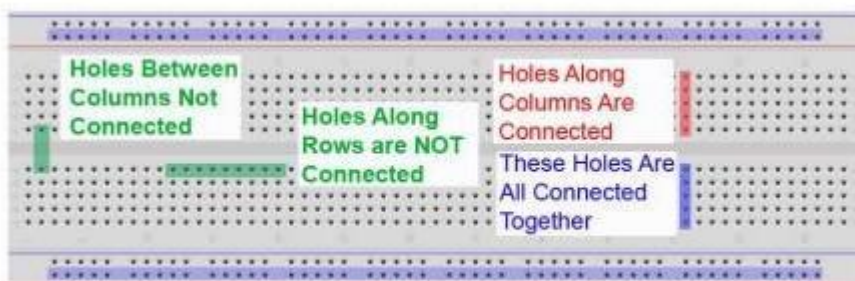 Holes Between
Columns Not
Connected
Holes Along
Rows are NOT
Connected
Holes Along
Columns Are
Connected
These Holes Are
All Connected
Together